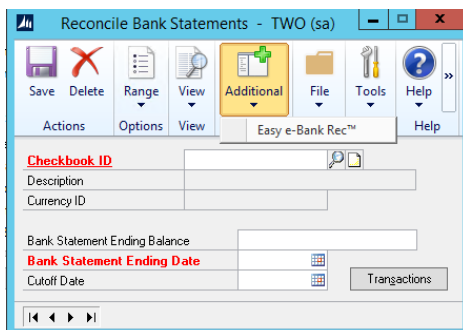 Reconcile Bank Statements - TWO (sa)
Save Delete Range View Additional File Tools Help »
Actions Options View Help
Easy e-Bank Rec™
Checkbook ID
Description
Currency ID
Bank Statement Ending Balance
Bank Statement Ending Date
Cutoff Date Transactions